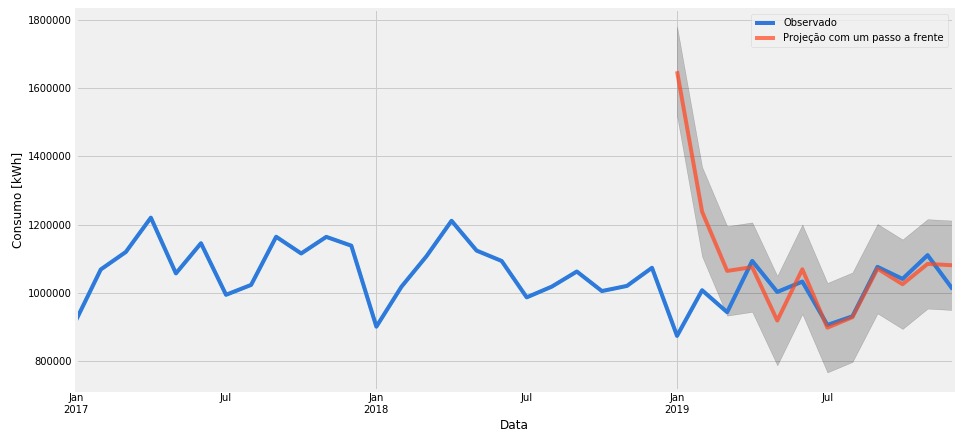 1800000
1600000
1400000
1200000
1000000
800000
Consumo [kWh]
Observado
Projeção com um passo a frente
Jan
2017
Jul
Jan
2018
Jul
Jan
2019
Jul
Data